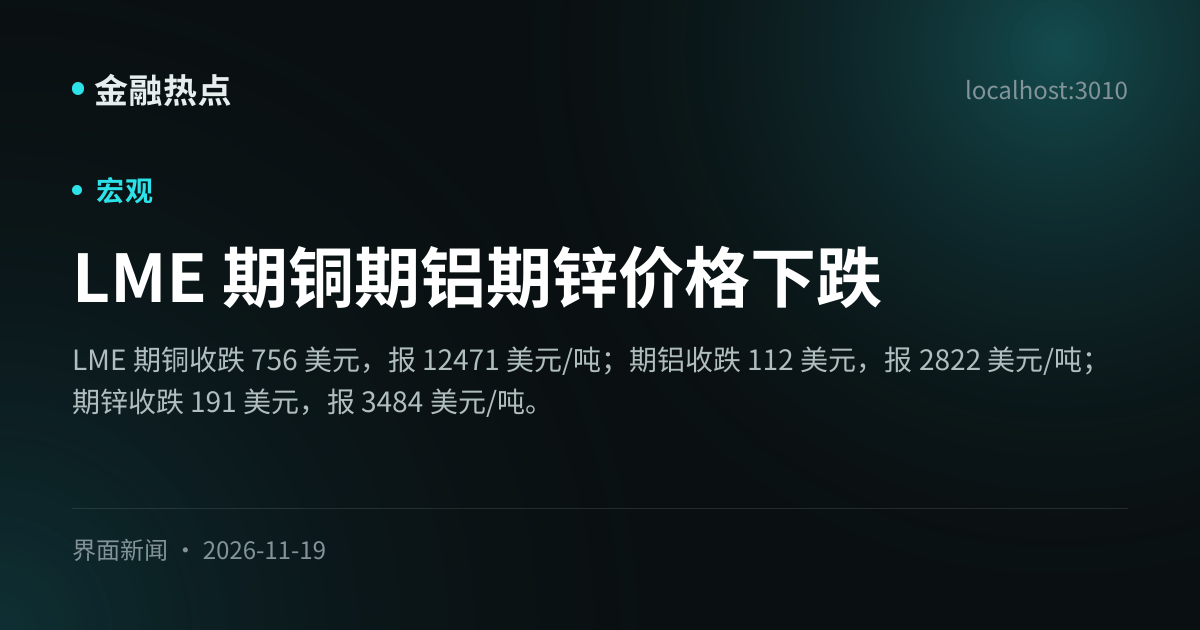 金融热点
localhost:3010
宏观
LME 期铜期铝期锌价格下跌
LME 期铜收跌 756 美元，报 12471 美元/吨；期铝收跌 112 美元，报 2822 美元/吨；
期锌收跌 191 美元，报 3484 美元/吨。
界面新闻 · 2026-11-19